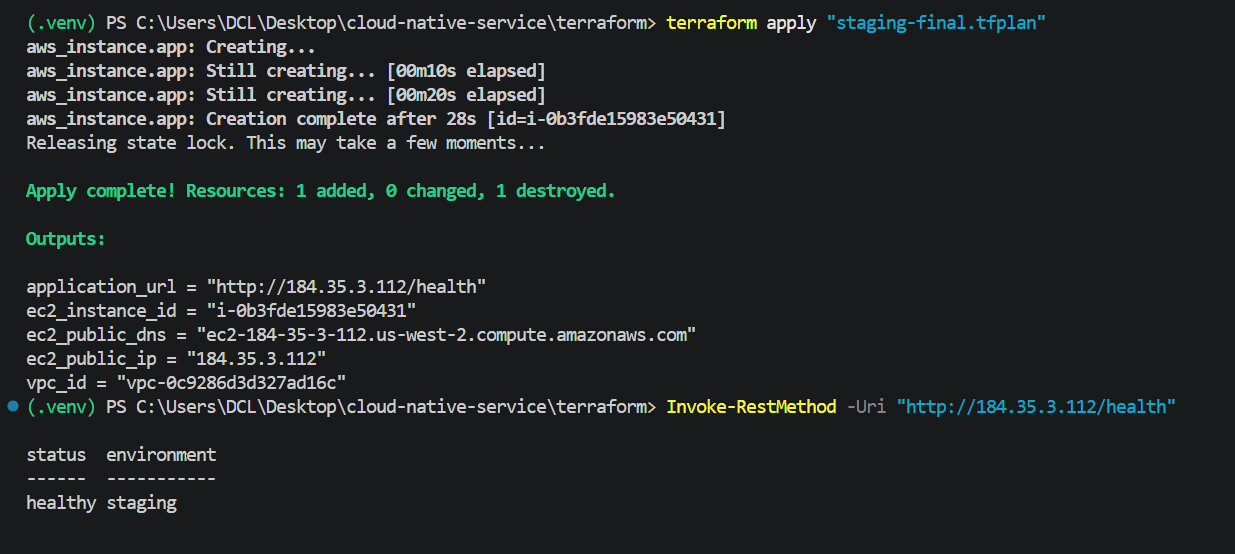 (.venv) PS C:\Users\DCL\Desktop\cloud-native-service\terraform> terraform apply "staging-final.tfplan"
aws_instance.app: Creating...
aws_instance.app: Still creating... [00m10s elapsed]
aws_instance.app: Still creating... [00m20s elapsed]
aws_instance.app: Creation complete after 28s [id=i-0b3fde15983e50431]
Releasing state lock. This may take a few moments...
Apply complete! Resources: 1 added, 0 changed, 1 destroyed.
Outputs:
application_url = "http://184.35.3.112/health"
ec2_instance_id = "i-0b3fde15983e50431"
ec2_public_dns = "ec2-184-35-3-112.us-west-2.compute.amazonaws.com"
ec2_public_ip = "184.35.3.112"
vpc_id = "vpc-0c9286d3d327ad16c"
(.venv) PS C:\Users\DCL\Desktop\cloud-native-service\terraform> Invoke-RestMethod -Uri "http://184.35.3.112/health"
status  environment
------  -----------
healthy staging